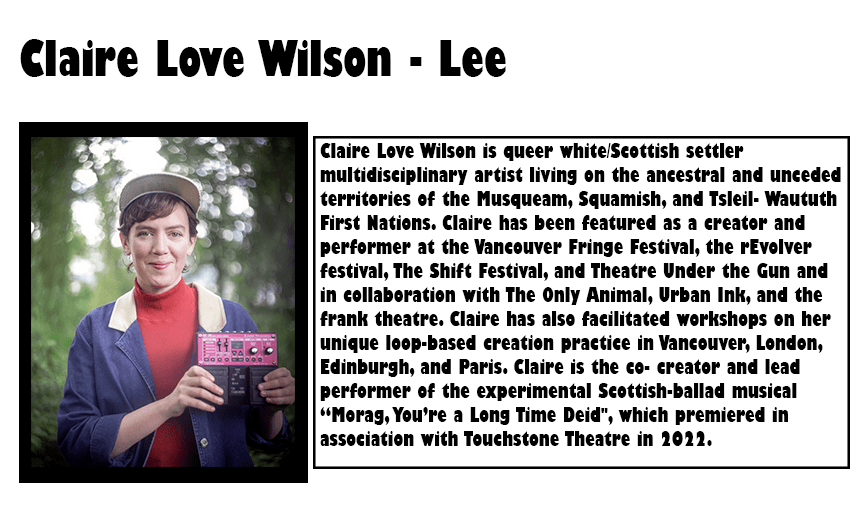 Claire Love Wilson - Lee
Claire Love Wilson is queer white/Scottish settler
multidisciplinary artist living on the ancestral and unceded
territories of the Musqueam, Squamish, and Tsleil- Waututh
First Nations. Claire has been featured as a creator and
performer at the Vancouver Fringe Festival, the rEvolver
festival, The Shift Festival, and Theatre Under the Gun and
in collaboration with The Only Animal, Urban Ink, and the
frank theatre. Claire has also facilitated workshops on her
unique loop-based creation practice in Vancouver, London,
Edinburgh, and Paris. Claire is the co- creator and lead
performer of the experimental Scottish-ballad musical
“Morag, You’re a Long Time Deid", which premiered in
association with Touchstone Theatre in 2022.